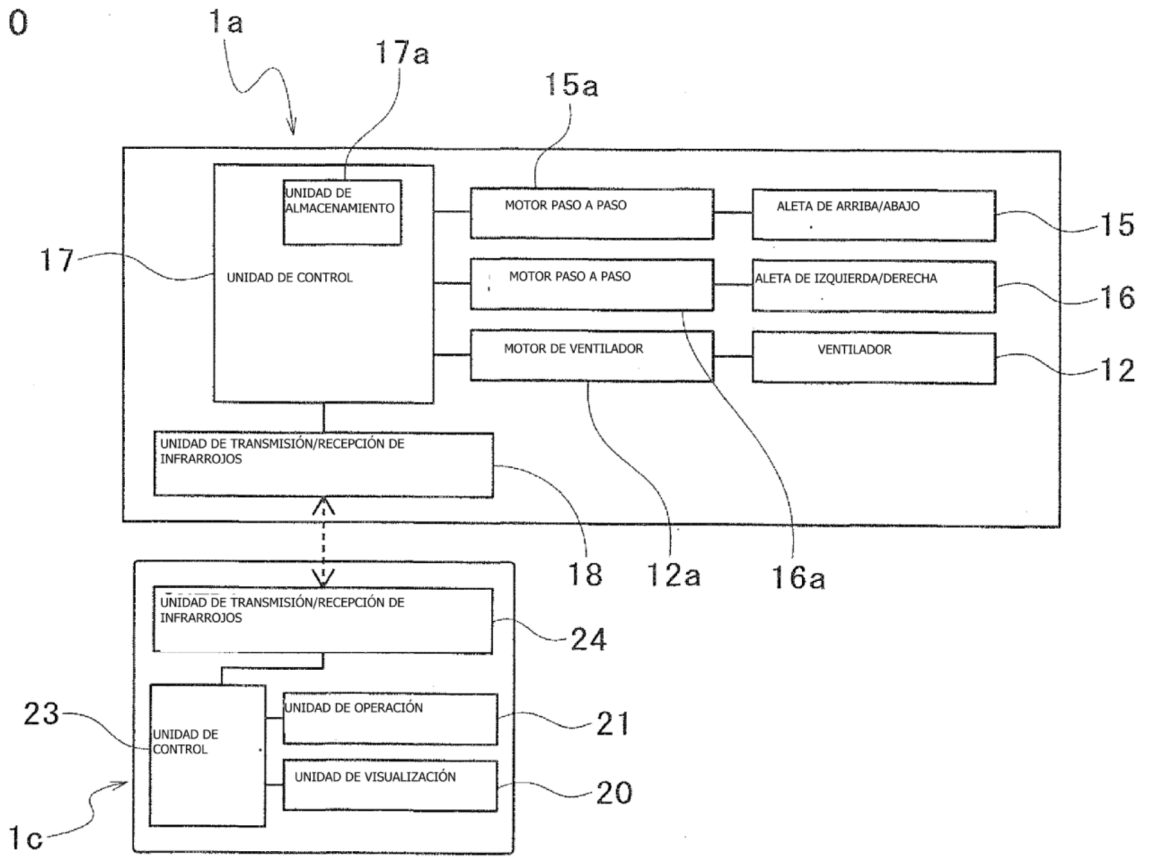 0
1a
17a
15a
UNIDAD DE
ALMACENAMIENTO
MOTOR PASO A PASO
ALETA DE ARRIBA/ABAJO
15
17
UNIDAD DE CONTROL
MOTOR PASO A PASO
ALETA DE IZQUIERDA/DERECHA
16
MOTOR DE VENTILADOR
VENTILADOR
12
UNIDAD DE TRANSMISIÓN/RECEPCIÓN DE
INFRARROJOS
18
12a
16a
UNIDAD DE TRANSMISIÓN/RECEPCIÓN DE
INFRARROJOS
24
23
UNIDAD DE
CONTROL
UNIDAD DE OPERACIÓN
21
UNIDAD DE VISUALIZACIÓN
20
1c